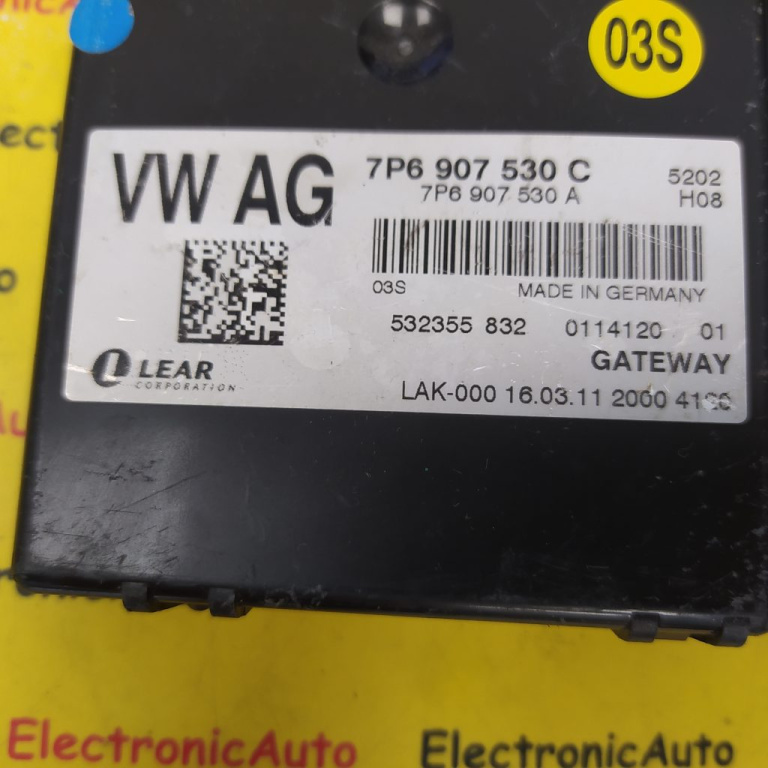 03S
VW AG
7P6 907 530 C
5202
7P6 907 530 A
H08
03S
MADE IN GERMANY
532355 832 0114120 01
LEAR
CORPORATION
GATEWAY
LAK-000 16.03.11 2000
ElectronicAuto
ElectronicAuto